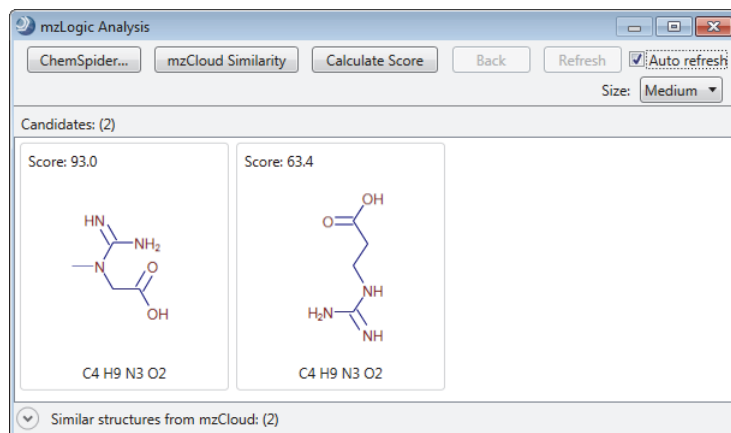 mzLogic Analysis
ChemSpider... mzCloud Similarity Calculate Score Back Refresh Auto refresh
Size: Medium
Candidates: (2)
Score: 93.0
HN
NH2
N
O
OH
C4 H9 N3 O2
Score: 63.4
OH
O
NH
H2N
NH
C4 H9 N3 O2
Similar structures from mzCloud: (2)